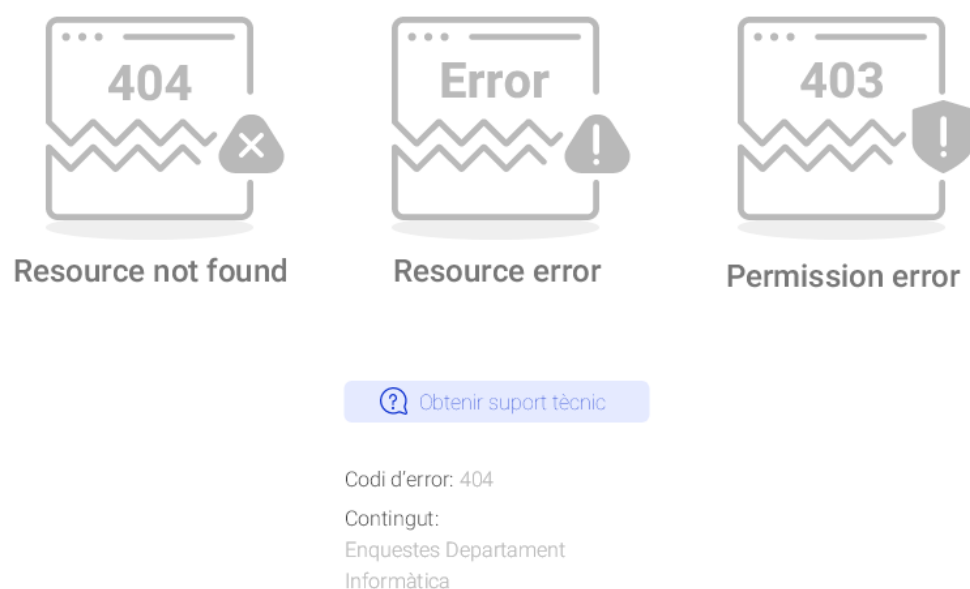 404
Error
403
Resource not found
Resource error
Permission error
Obtenir suport tècnic
Codi d'error: 404
Contingut:
Enquestes Departament
Informàtica